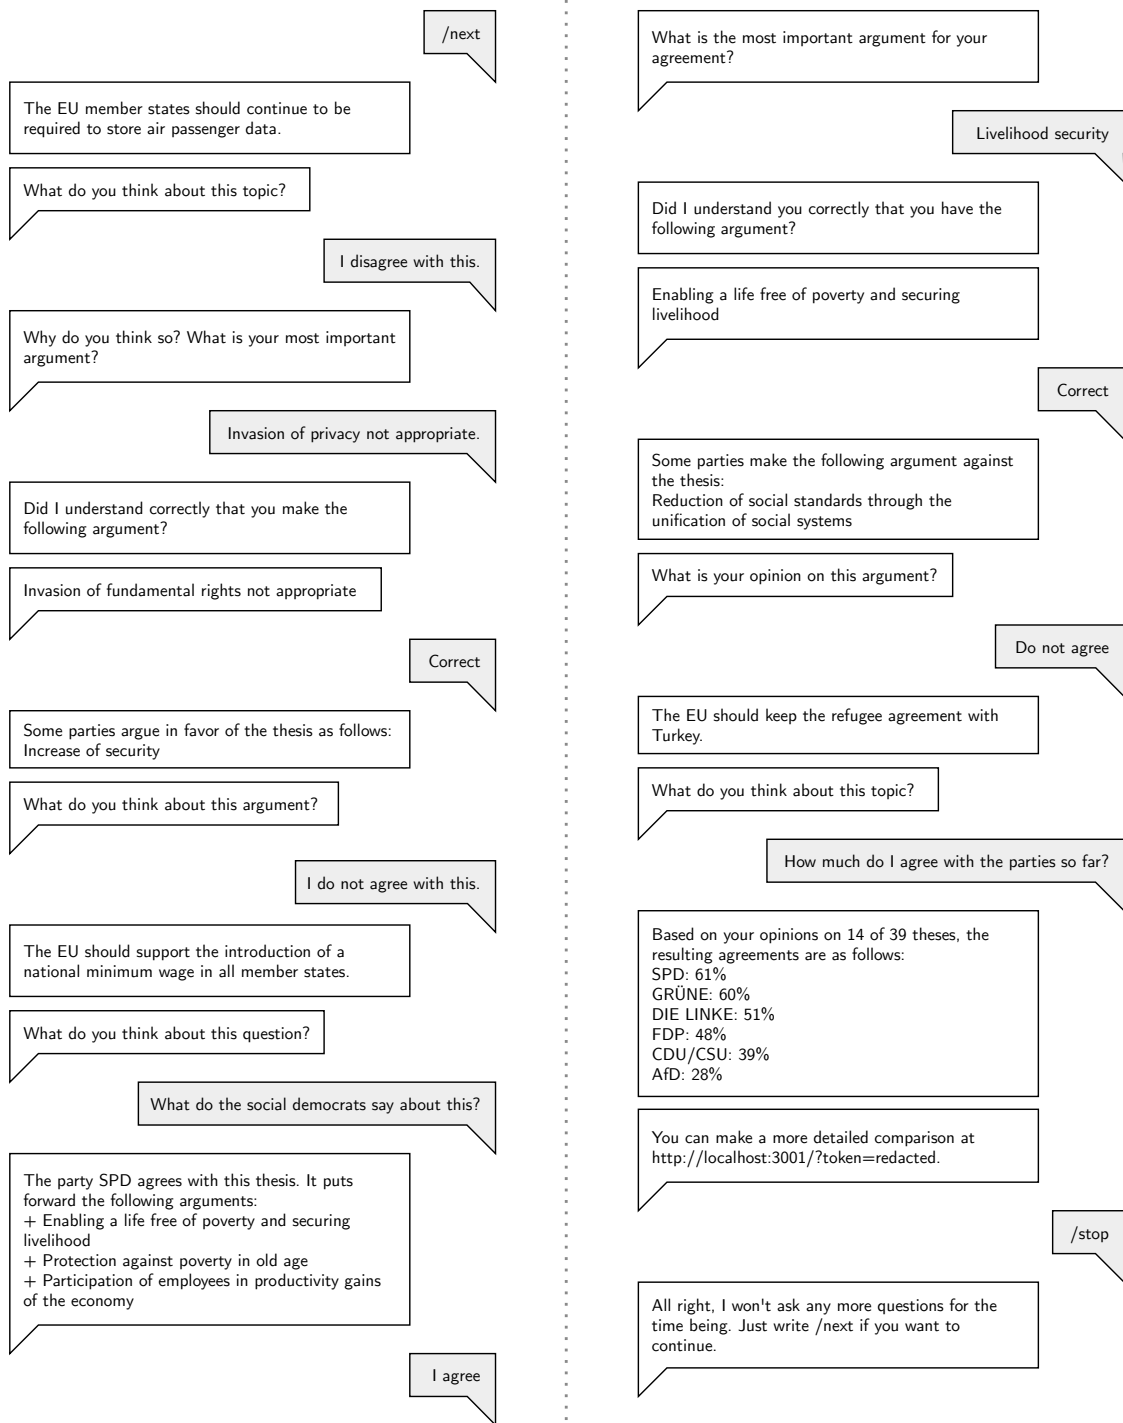 /next
The EU member states should continue to be
required to store air passenger data.
What do you think about this topic?
I disagree with this.
Why do you think so? What is your most important
argument?
Invasion of privacy not appropriate.
Did I understand correctly that you make the
following argument?
Invasion of fundamental rights not appropriate
Correct
Some parties argue in favor of the thesis as follows:
Increase of security
What do you think about this argument?
I do not agree with this.
The EU should support the introduction of a
national minimum wage in all member states.
What do you think about this question?
What do the social democrats say about this?
The party SPD agrees with this thesis. It puts
forward the following arguments:
+ Enabling a life free of poverty and securing
livelihood
+ Protection against poverty in old age
+ Participation of employees in productivity gains
of the economy
I agree
What is the most important argument for your
agreement?
Livelihood security
Did I understand you correctly that you have the
following argument?
Enabling a life free of poverty and securing
livelihood
Correct
Some parties make the following argument against
the thesis:
Reduction of social standards through the
unification of social systems
What is your opinion on this argument?
Do not agree
The EU should keep the refugee agreement with
Turkey.
What do you think about this topic?
How much do I agree with the parties so far?
Based on your opinions on 14 of 39 theses, the
resulting agreements are as follows:
SPD: 61%
GRÜNE: 60%
DIE LINKE: 51%
FDP: 48%
CDU/CSU: 39%
AfD: 28%
You can make a more detailed comparison at
http://localhost:3001/?token=redacted.
/stop
All right, I won't ask any more questions for the
time being. Just write /next if you want to
continue.